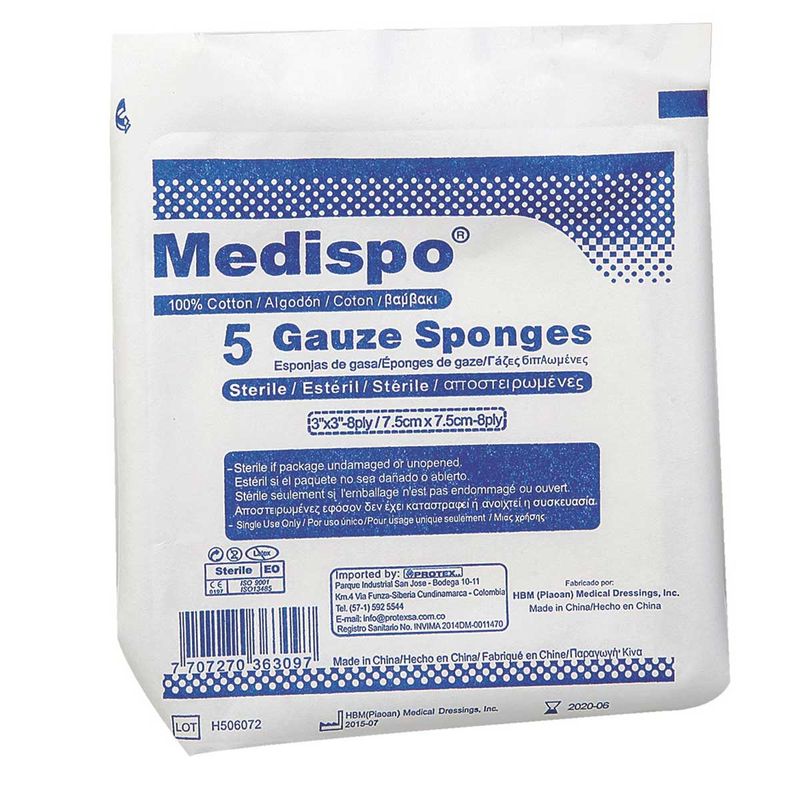 Medispo®
100% Cotton / Algodón / Coton / βαμβακι
5 Gauze Sponges
Esponjas de gasa/Éponges de gaze/Γάζες διπλωμένες
Sterile / Estéril / Stérile / αποστειρωμένες
3"x3"-8ply / 7.5cm x 7.5cm-8ply
-Sterile if package undamaged or unopened.
Estéril si el paquete no sea dañado o abierto.
Stérile seulement si l'emballage n'est pas endommagé ou ouvert.
Αποστειρωμένες εφόσον δεν έχει καταστραφεί ή ανοιχτεί η συσκευασία.
- Single Use Only / Por uso único / Pour usage unique seulement / Μιας χρήσης
Latex
Sterile EO
CE 0197 ISO 9001 ISO13485
Imported by: PROTEX
Parque Industrial San Jose - Bodega 10-11
Km.4 Via Funza-Siberia Cundinamarca - Colombia
Tel. (57-1) 592 5544
E-mail: info@protexsa.com.co
Registro Sanitario No. INVIMA 2014DM-0011470
Fabricado por:
HBM (Piaoan) Medical Dressings, Inc.
Made in China/Hecho en China
7 707270 363097
Made in China/Hecho en China/ Fabriqué en Chine/Παραγωγή Κίνα
LOT H506072
HBM(Piaoan) Medical Dressings, Inc.
2015-07
2020-06